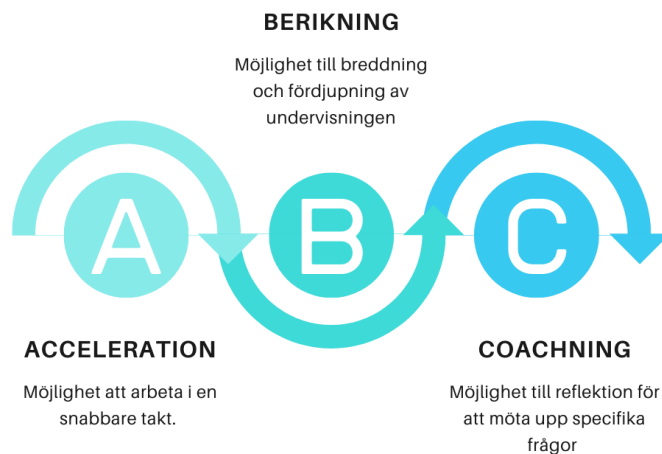 BERIKNING
Möjlighet till breddning
och fördjupning av
undervisningen
A
B
C
ACCELERATION
Möjlighet att arbeta i en
snabbare takt.
COACHNING
Möjlighet till reflektion för
att möta upp specifika
frågor